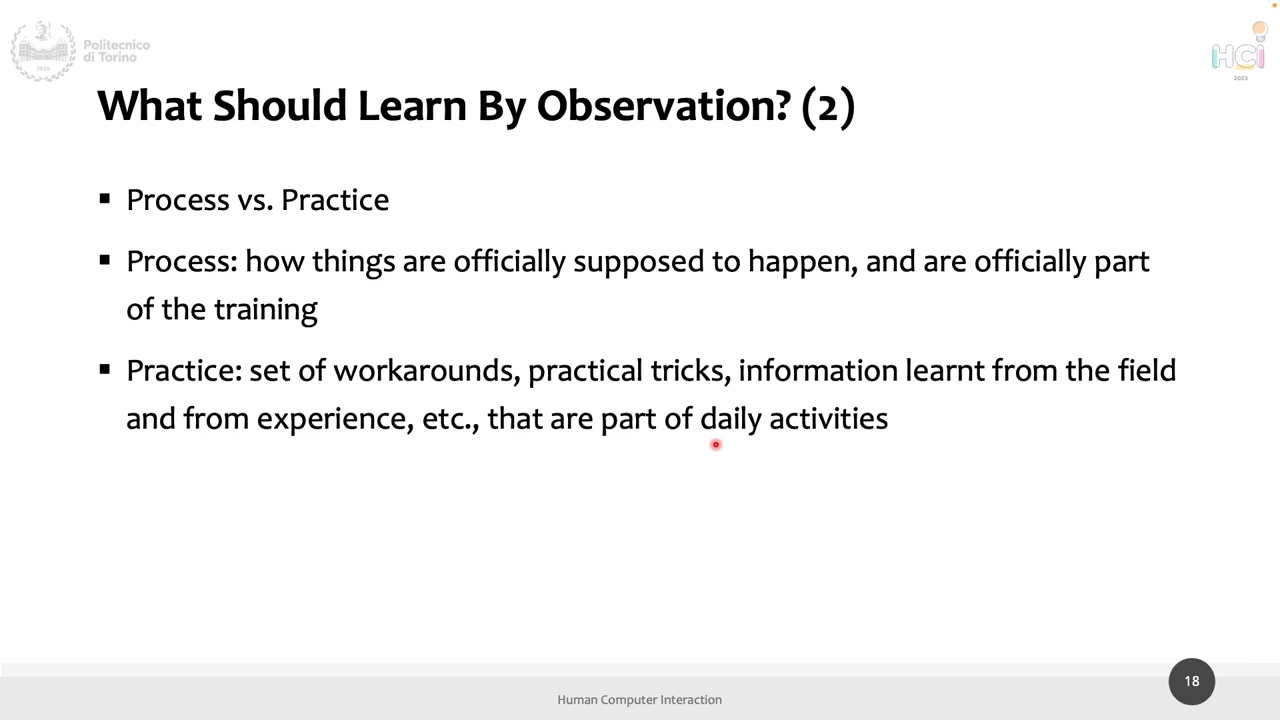 Politecnico
di Torino
1859
HCI
2023
What Should Learn By Observation? (2)
▪ Process vs. Practice
▪ Process: how things are officially supposed to happen, and are officially part
of the training
▪ Practice: set of workarounds, practical tricks, information learnt from the field
and from experience, etc., that are part of daily activities
18
Human Computer Interaction